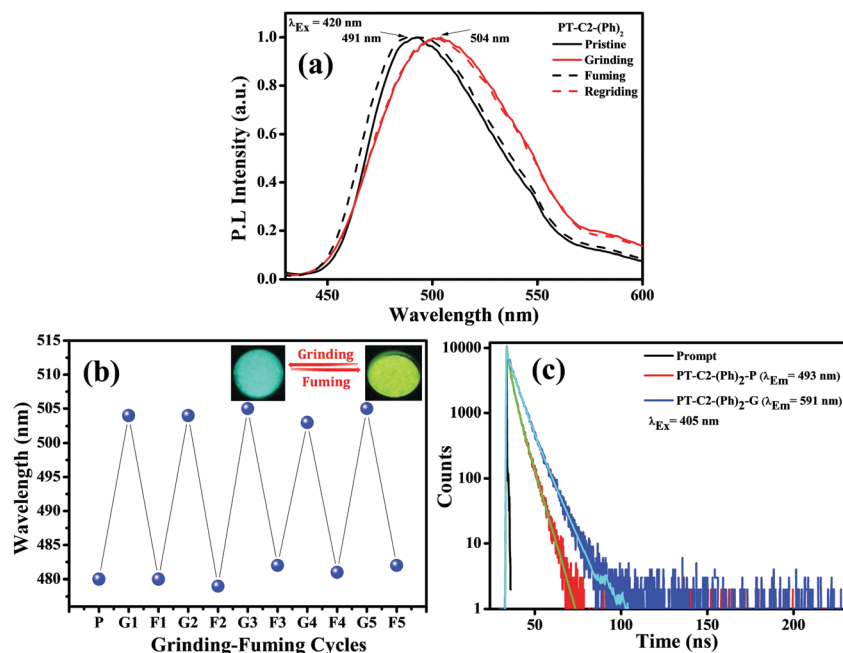 λEx = 420 nm
491 nm
504 nm
PT-C2-(Ph)2
Pristine
Grinding
Fuming
Regriding
(a)
1.0
0.8
0.6
0.4
0.2
0.0
P.L Intensity (a.u.)
450 500 550 600
Wavelength (nm)
(b)
Grinding
Fuming
515
510
505
500
495
490
485
480
Wavelength (nm)
P G1 F1 G2 F2 G3 F3 G4 F4 G5 F5
Grinding-Fuming Cycles
(c)
Prompt
PT-C2-(Ph)2-P (λEm= 493 nm)
PT-C2-(Ph)2-G (λEm= 591 nm)
λEx= 405 nm
10000
1000
100
10
1
Counts
50 100 150 200
Time (ns)